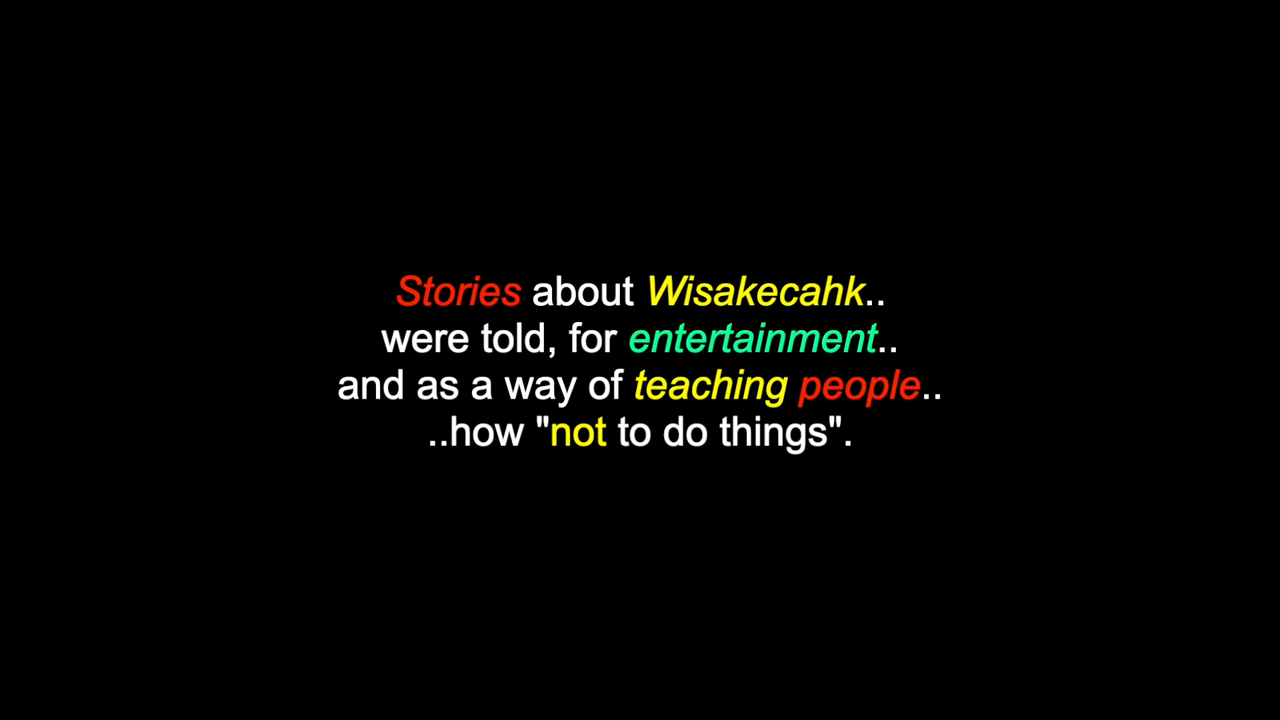 Stories about Wisakecahk..
were told, for entertainment..
and as a way of teaching people..
..how "not to do things".